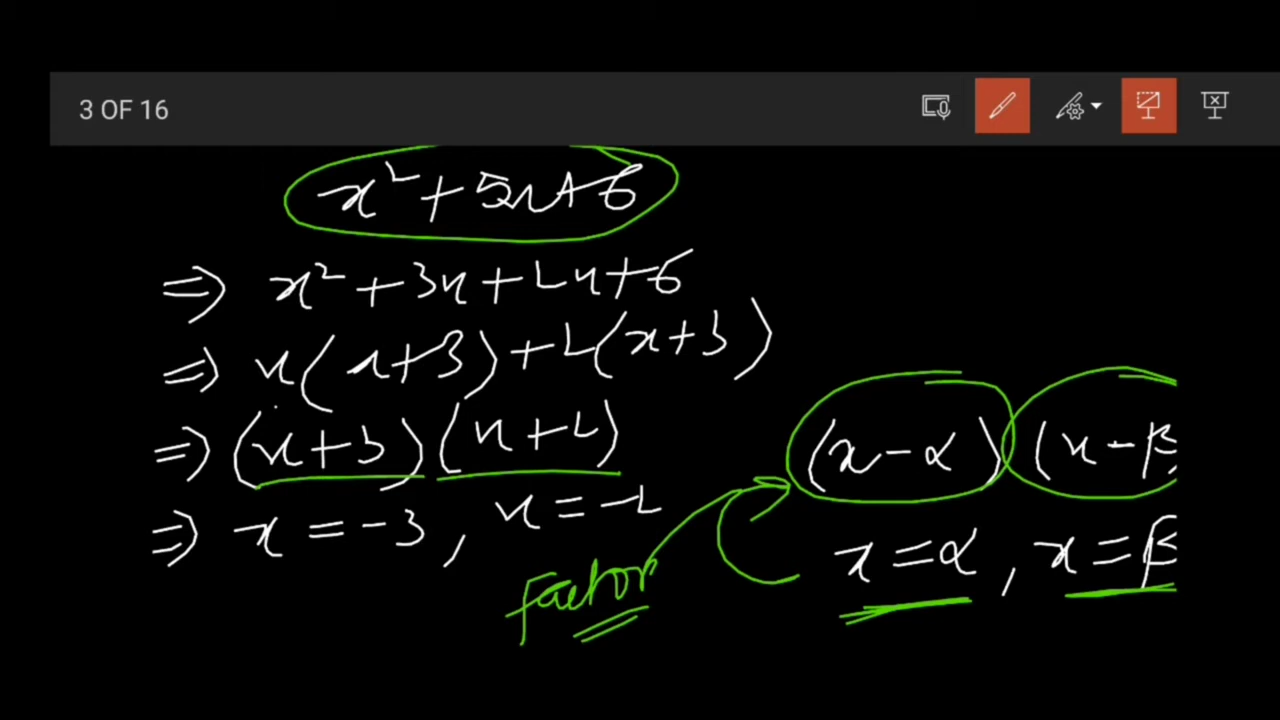 3 OF 16
x² + 5x + 6
⇒ x² + 3x + 2x + 6
⇒ x(x+3) + 2(x+3)
⇒ (x+3)(x+2)
⇒ x = -3, x = -2
Factor
(x-α)(x-β
x = α, x = β